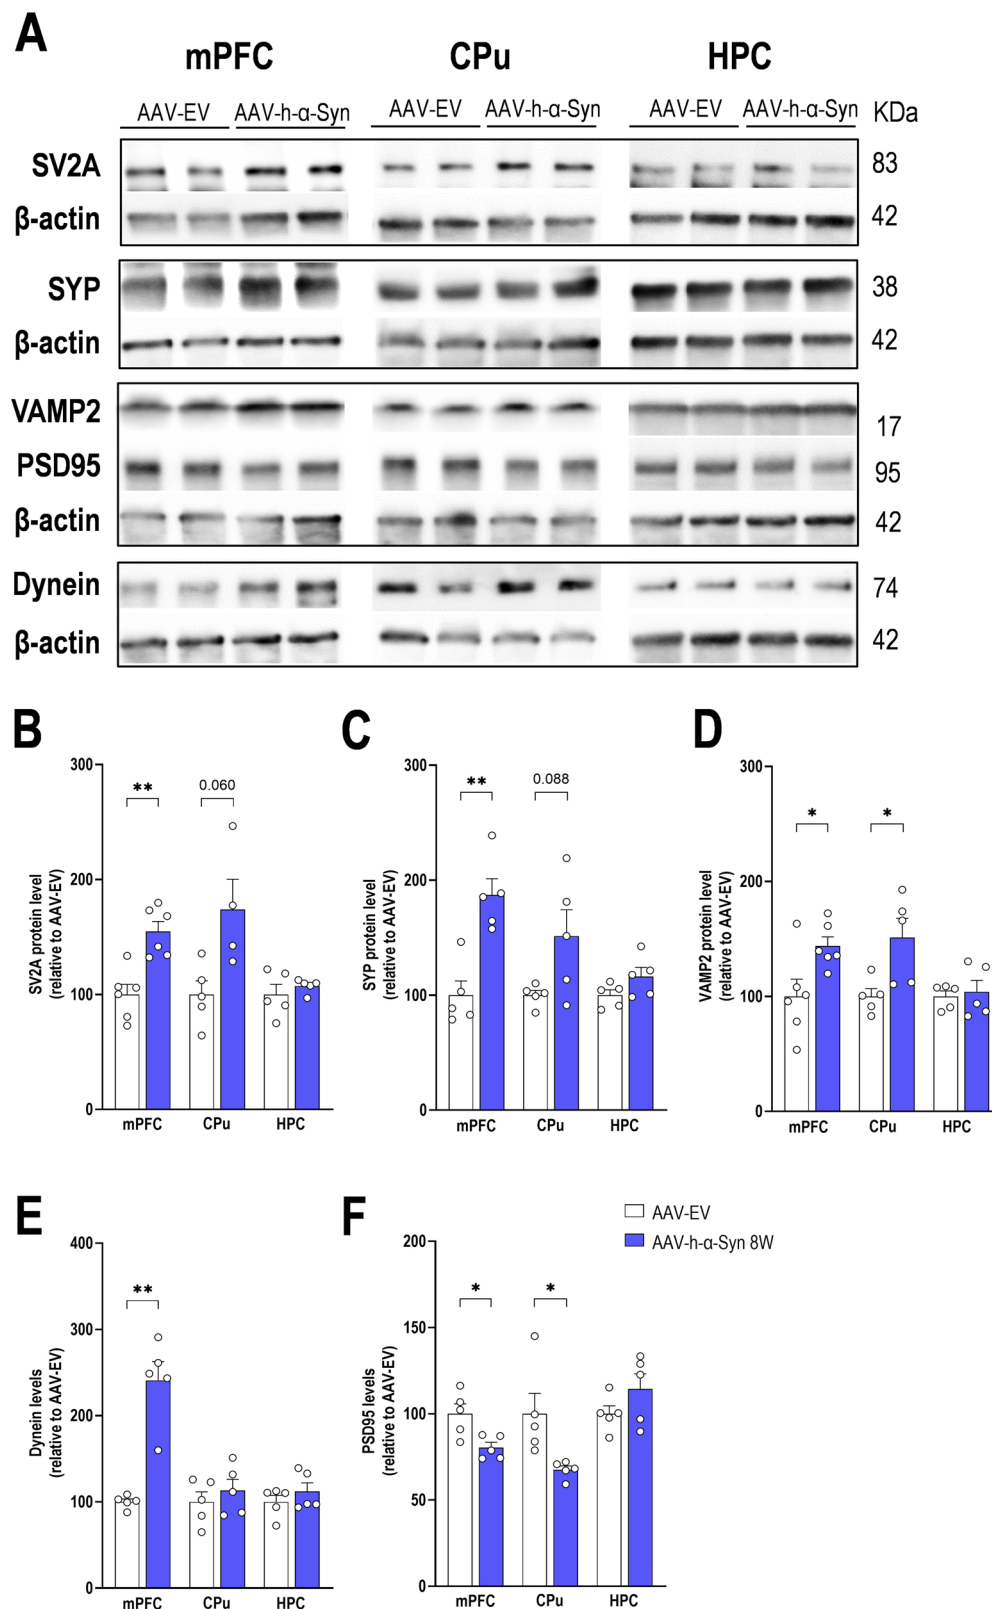 A
mPFC CPu HPC
AAV-EV AAV-h-α-Syn AAV-EV AAV-h-α-Syn AAV-EV AAV-h-α-Syn KDa
SV2A 83
β-actin 42
SYP 38
β-actin 42
VAMP2 17
PSD95 95
β-actin 42
Dynein 74
β-actin 42
B
SV2A protein level
(relative to AAV-EV)
300
200
100
0
** 0.060
mPFC CPu HPC
C
SYP protein level
(relative to AAV-EV)
300
200
100
0
** 0.088
mPFC CPu HPC
D
VAMP2 protein level
(relative to AAV-EV)
300
200
100
0
* *
mPFC CPu HPC
E
Dynein levels
(relative to AAV-EV)
400
300
200
100
0
**
mPFC CPu HPC
F
PSD95 levels
(relative to AAV-EV)
200
150
100
50
0
* *
mPFC CPu HPC
AAV-EV
AAV-h-α-Syn 8W